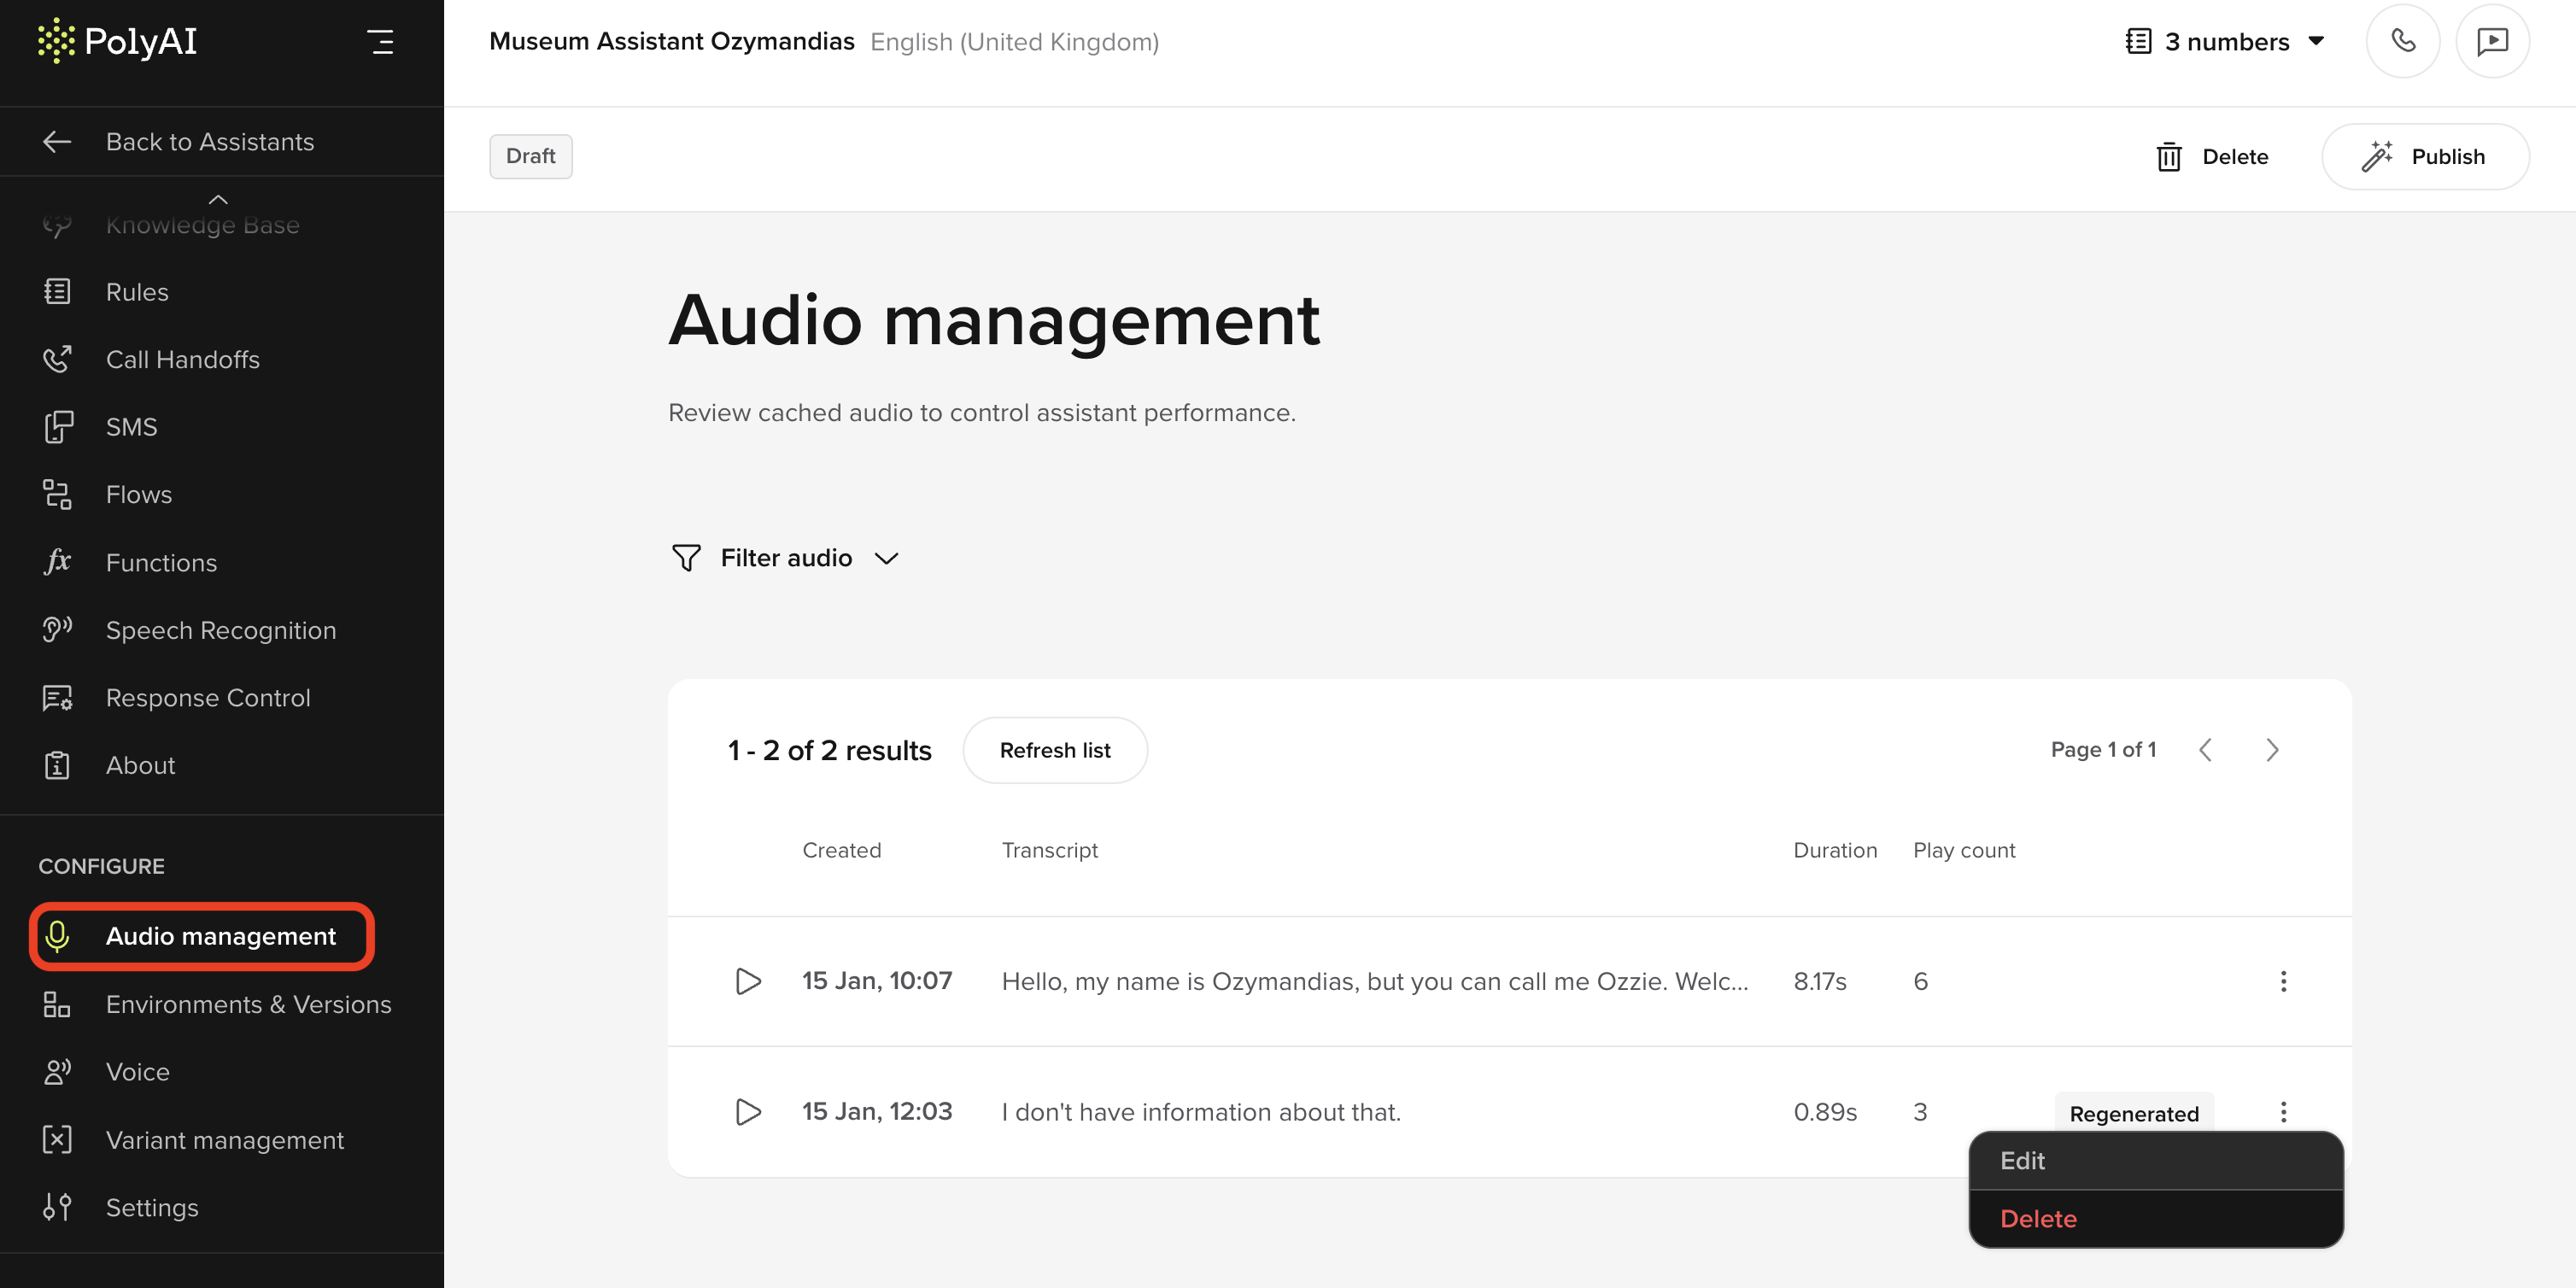 PolyAI
Museum Assistant Ozymandias English (United Kingdom)
3 numbers
Back to Assistants
Draft
Delete
Publish
Knowledge Base
Rules
Call Handoffs
SMS
Flows
Functions
Speech Recognition
Response Control
About
CONFIGURE
Audio management
Environments & Versions
Voice
Variant management
Settings
Audio management
Review cached audio to control assistant performance.
Filter audio
1 - 2 of 2 results
Refresh list
Page 1 of 1
Created Transcript Duration Play count
15 Jan, 10:07 Hello, my name is Ozymandias, but you can call me Ozzie. Welc... 8.17s 6
15 Jan, 12:03 I don't have information about that. 0.89s 3 Regenerated
Edit
Delete